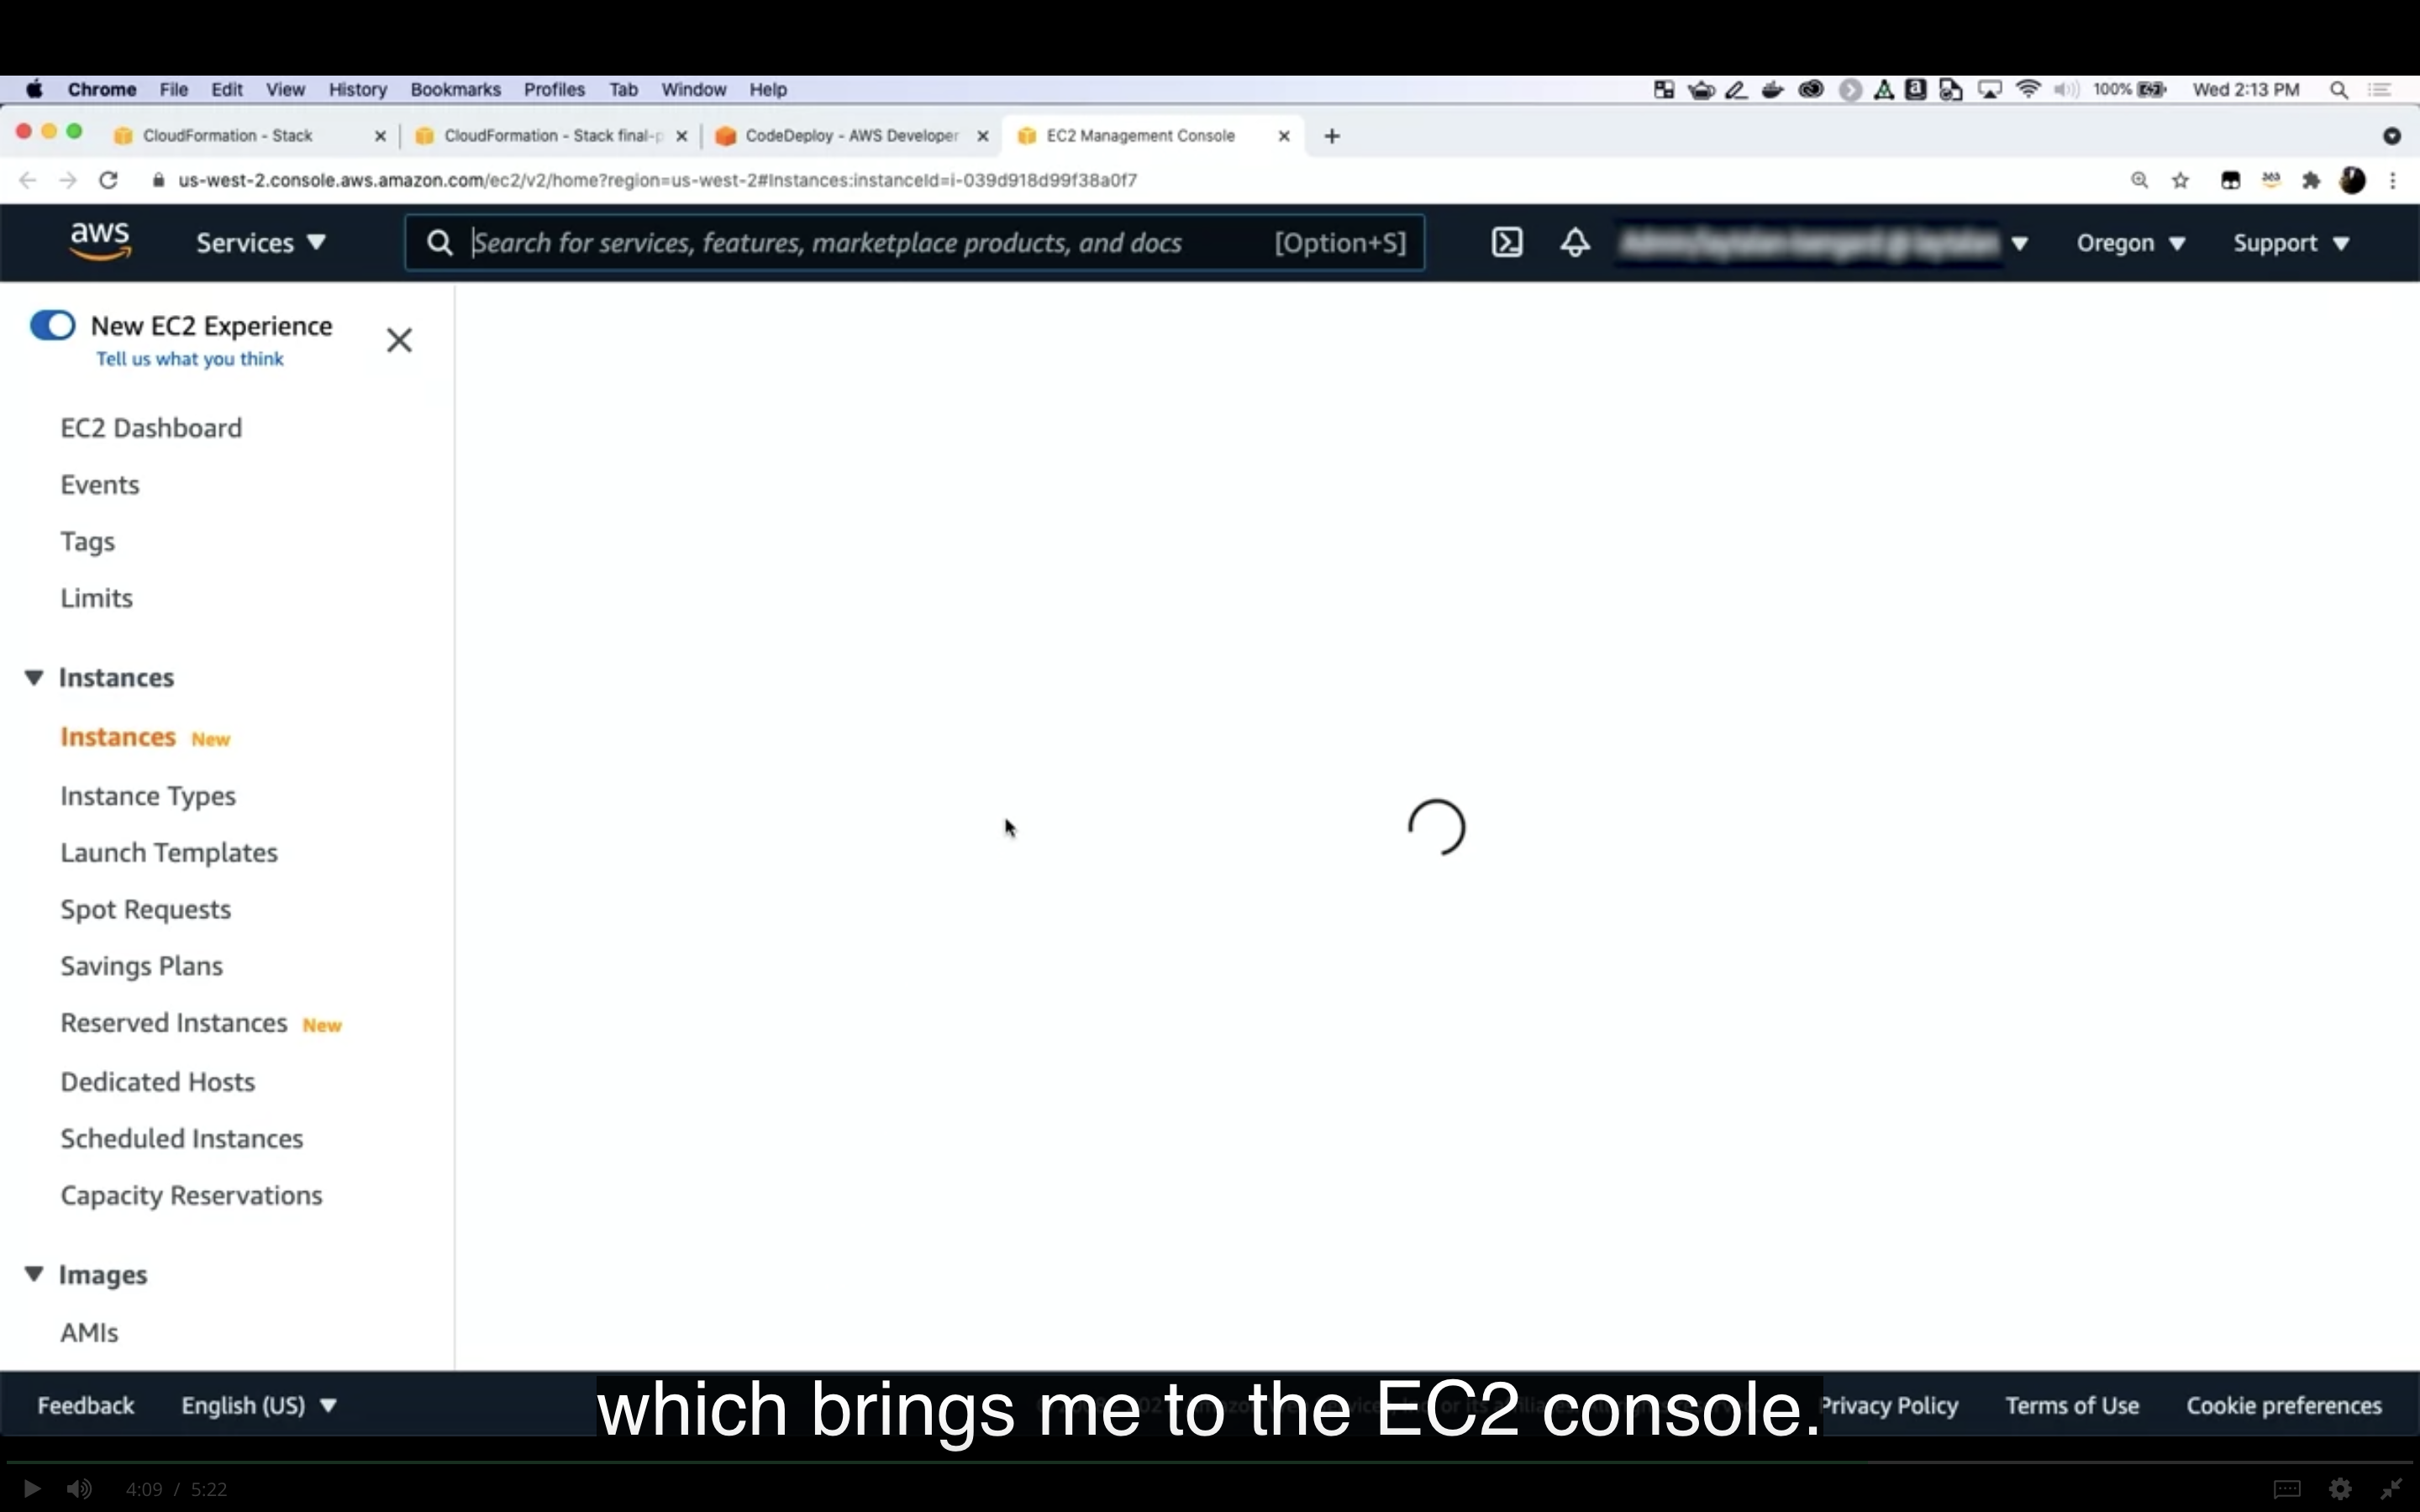 Chrome File Edit View History Bookmarks Profiles Tab Window Help 100% Wed 2:13 PM
CloudFormation - Stack CloudFormation - Stack final-p CodeDeploy - AWS Developer EC2 Management Console
us-west-2.console.aws.amazon.com/ec2/v2/home?region=us-west-2#Instances:instanceId=i-039d918d99f38a0f7
aws Services Search for services, features, marketplace products, and docs [Option+S] Oregon Support
New EC2 Experience
Tell us what you think
EC2 Dashboard
Events
Tags
Limits
Instances
Instances New
Instance Types
Launch Templates
Spot Requests
Savings Plans
Reserved Instances New
Dedicated Hosts
Scheduled Instances
Capacity Reservations
Images
AMIs
Feedback English (US) Privacy Policy Terms of Use Cookie preferences
which brings me to the EC2 console.
4:09 / 5:22